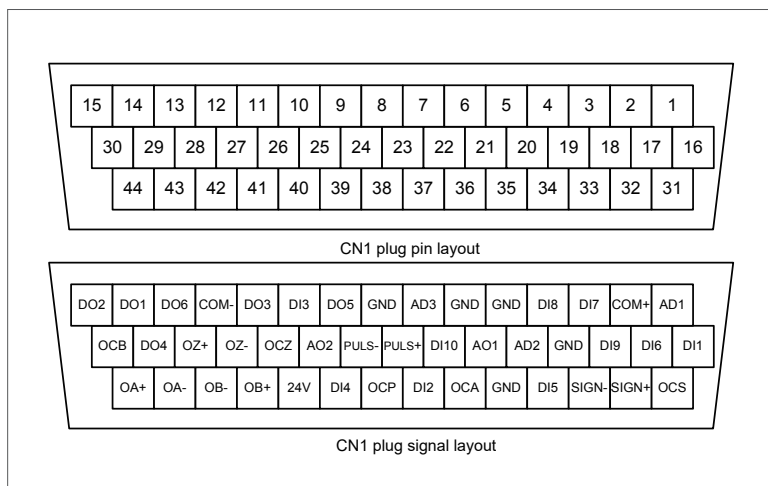 15 14 13 12 11 10 9 8 7 6 5 4 3 2 1
30 29 28 27 26 25 24 23 22 21 20 19 18 17 16
44 43 42 41 40 39 38 37 36 35 34 33 32 31
CN1 plug pin layout
DO2 DO1 DO6 COM- DO3 DI3 DO5 GND AD3 GND GND DI8 DI7 COM+ AD1
OCB DO4 OZ+ OZ- OCZ AO2 PULS- PULS+ DI10 AO1 AD2 GND DI9 DI6 DI1
OA+ OA- OB- OB+ 24V DI4 OCP DI2 OCA GND DI5 SIGN- SIGN+ OCS
CN1 plug signal layout